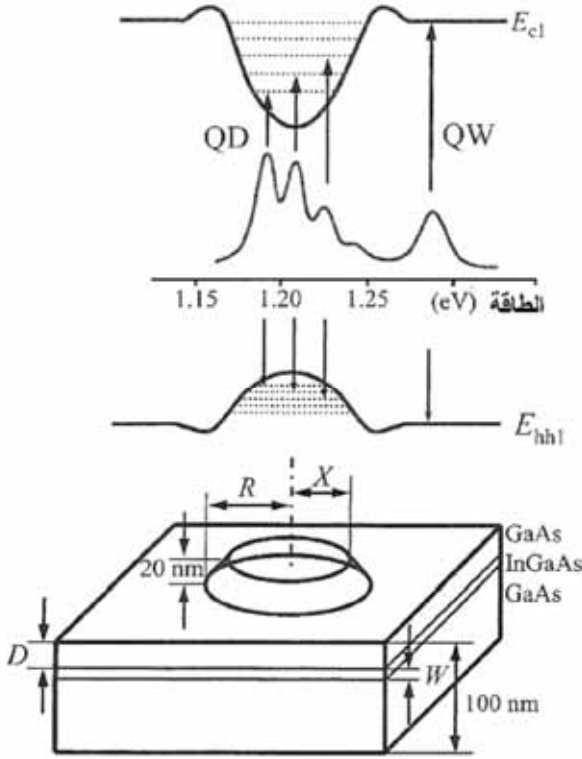 E_c1
QD
QW
1.15 1.20 1.25 (eV) الطاقة
E_hh1
R X
GaAs
20 nm
InGaAs
GaAs
D
W
100 nm